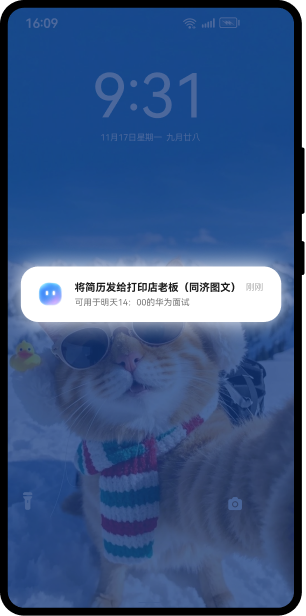 16:09
9:31
11月17日星期一 九月廿八
将简历发给打印店老板（同济图文） 刚刚
可用于明天14：00的华为面试